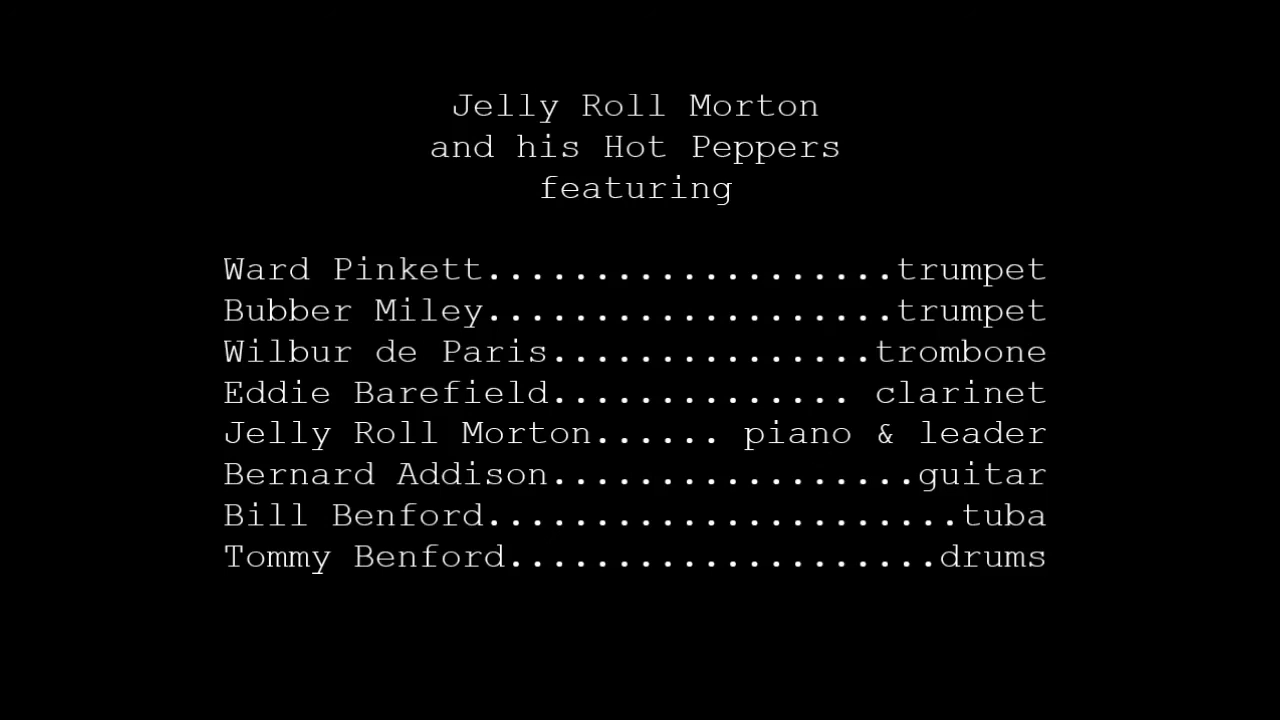 Jelly Roll Morton
and his Hot Peppers
featuring
Ward Pinkett...................trumpet
Bubber Miley...................trumpet
Wilbur de Paris...............trombone
Eddie Barefield.............. clarinet
Jelly Roll Morton...... piano & leader
Bernard Addison.................guitar
Bill Benford......................tuba
Tommy Benford....................drums